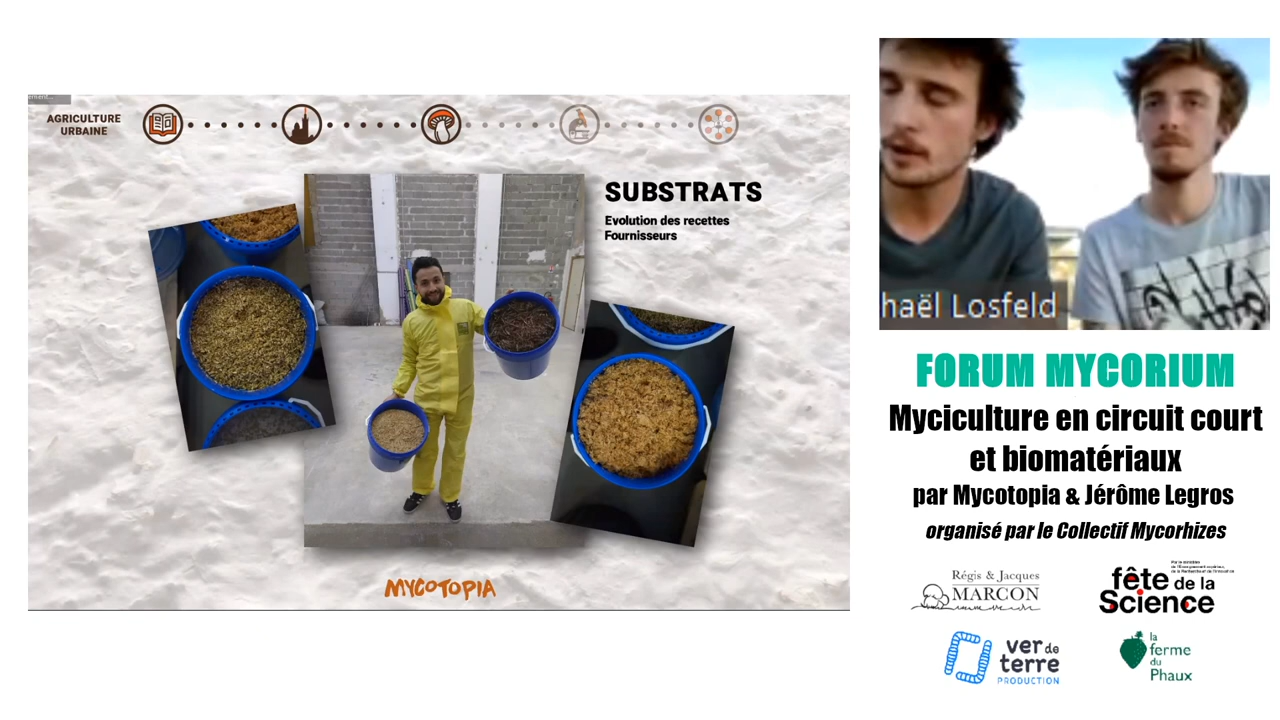 AGRICULTURE
URBAINE
SUBSTRATS
Evolution des recettes
Fournisseurs
MYCOTOPIA
haël Losfeld
FORUM MYCORIUM
Myciculture en circuit court
et biomatériaux
par Mycotopia & Jérôme Legros
organisé par le Collectif Mycorhizes
Régis & Jacques
MARCON
fête de la
Science
ver de
terre
PRODUCTION
la
ferme
du
Phaux